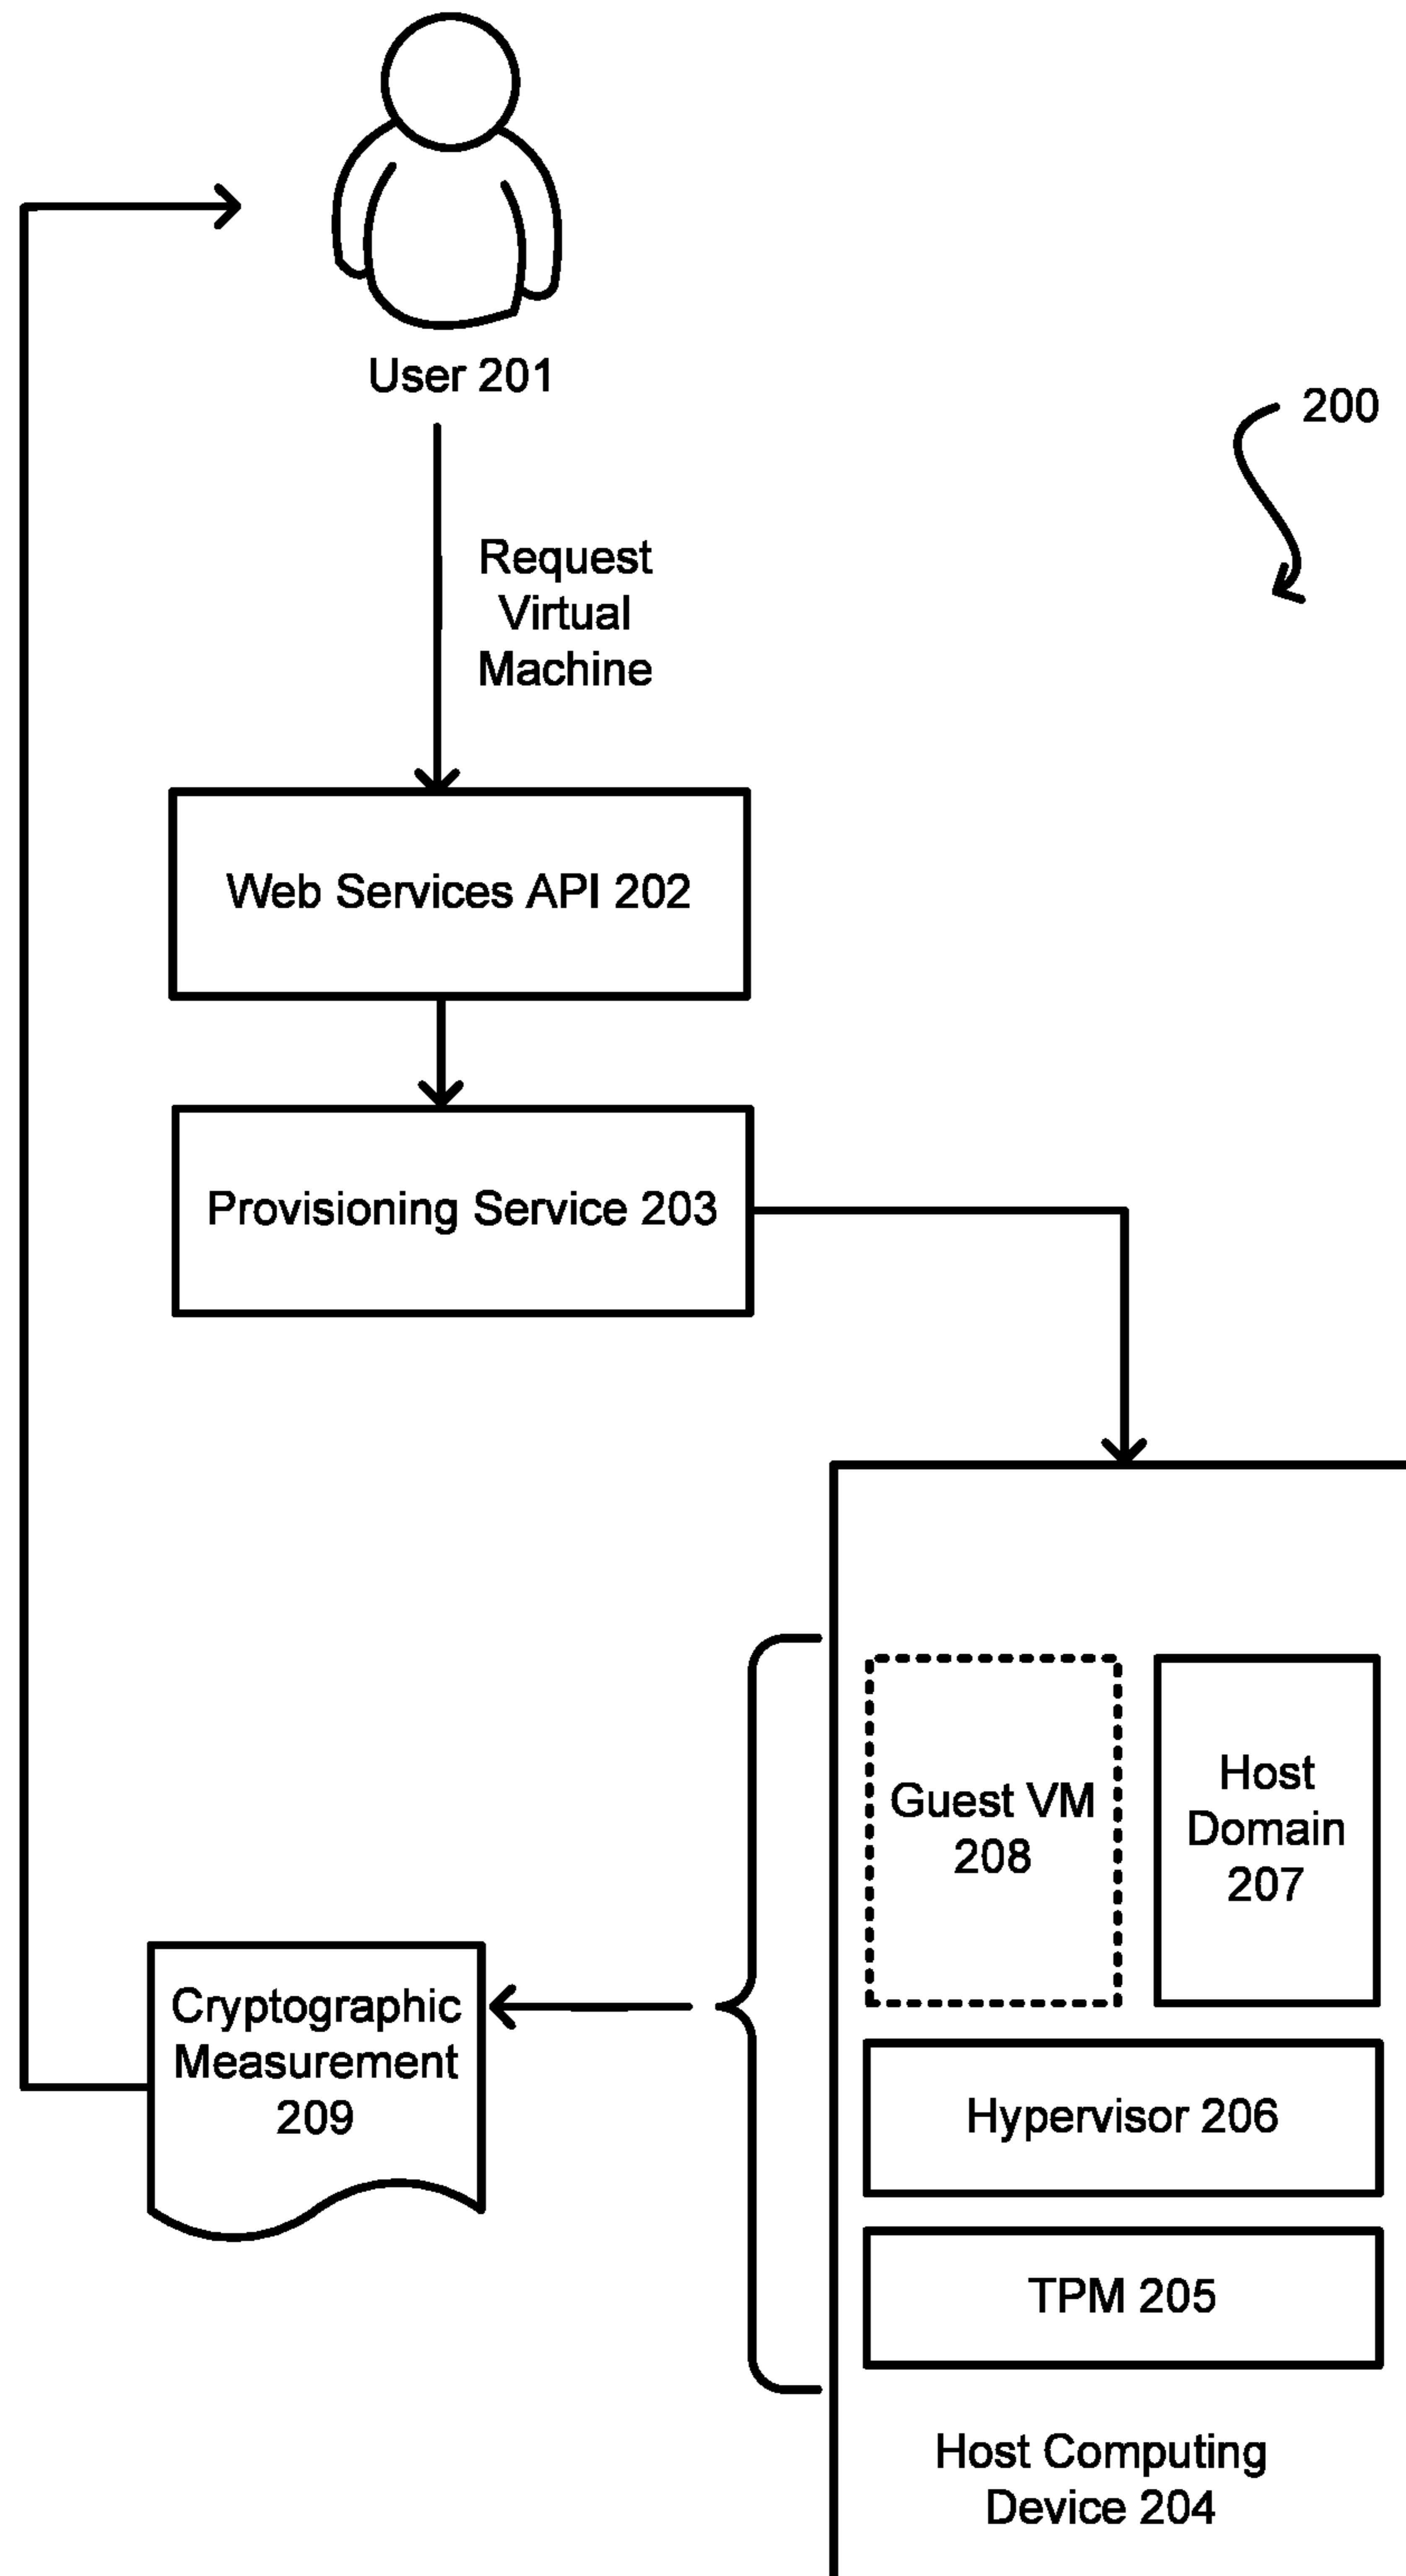 User 201
200
Request
Virtual
Machine
Web Services API 202
Provisioning Service 203
Guest VM
208
Host
Domain
207
Cryptographic
Measurement
209
Hypervisor 206
TPM 205
Host Computing
Device 204